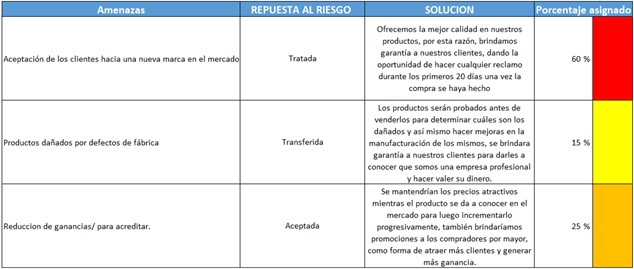 Amenazas REPUESTA AL RIESGO SOLUCION Porcentaje asignado
Aceptación de los clientes hacia una nueva marca en el mercado
Tratada
Ofrecemos la mejor calidad en nuestros
productos, por esta razón, brindamos
garantía a nuestros clientes, dando la
oportunidad de hacer cualquier reclamo
durante los primeros 20 días una vez la
compra se haya hecho
60 %
Productos dañados por defectos de fábrica
Transferida
Los productos serán probados antes de
venderlos para determinar cuáles son los
dañados y así mismo hacer mejoras en la
manufacturación de los mismos, se brindara
garantía a nuestros clientes para darles a
conocer que somos una empresa profesional
y hacer valer su dinero.
15 %
Reduccion de ganancias/ para acreditar.
Aceptada
Se mantendrían los precios atractivos
mientras el producto se da a conocer en el
mercado para luego incrementarlo
progresivamente, también brindaríamos
promociones a los compradores por mayor,
como forma de atraer más clientes y generar
más ganancia.
25 %